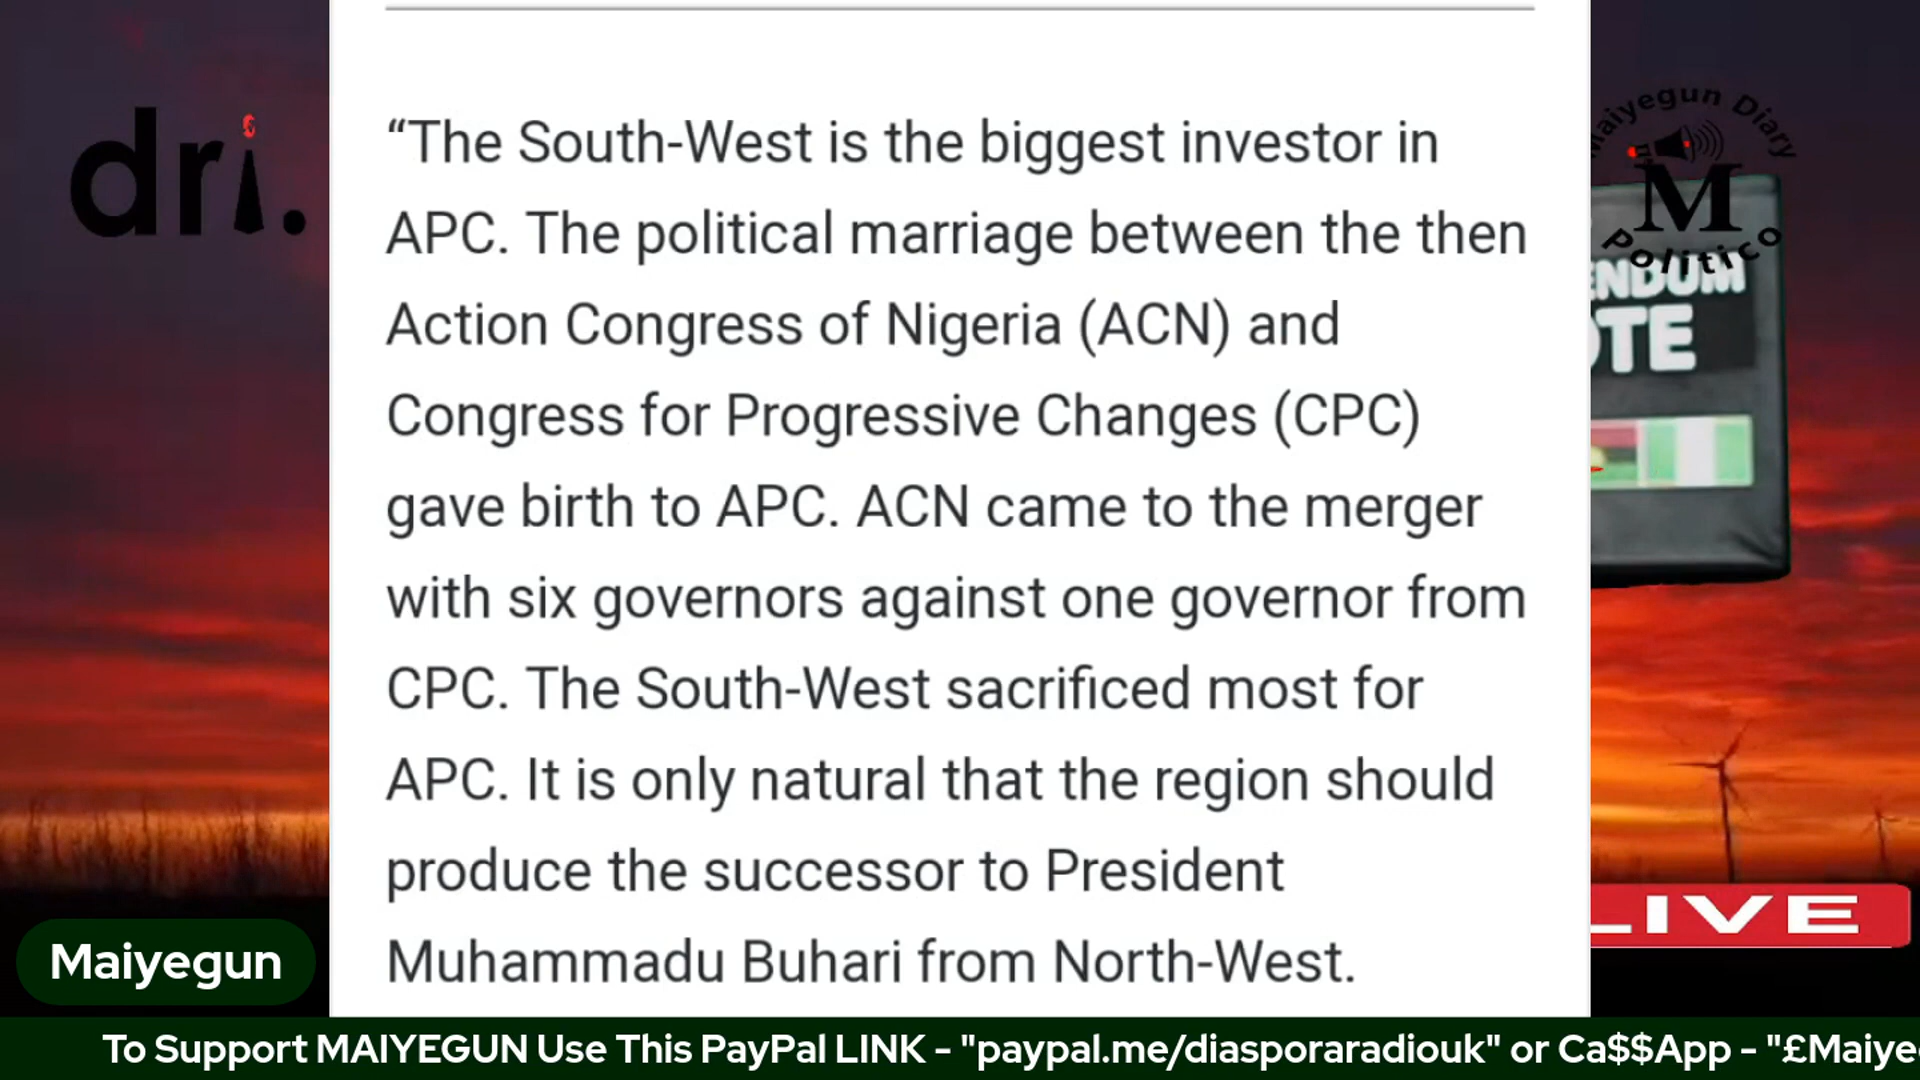 dri.
“The South-West is the biggest investor in
APC. The political marriage between the then
Action Congress of Nigeria (ACN) and
Congress for Progressive Changes (CPC)
gave birth to APC. ACN came to the merger
with six governors against one governor from
CPC. The South-West sacrificed most for
APC. It is only natural that the region should
produce the successor to President
Muhammadu Buhari from North-West.
Maiyegun Diary
M
Politico
ENDUM
OTE
LIVE
Maiyegun
To Support MAIYEGUN Use This PayPal LINK - "paypal.me/diasporaradiouk" or Ca$$App - "£Maiye